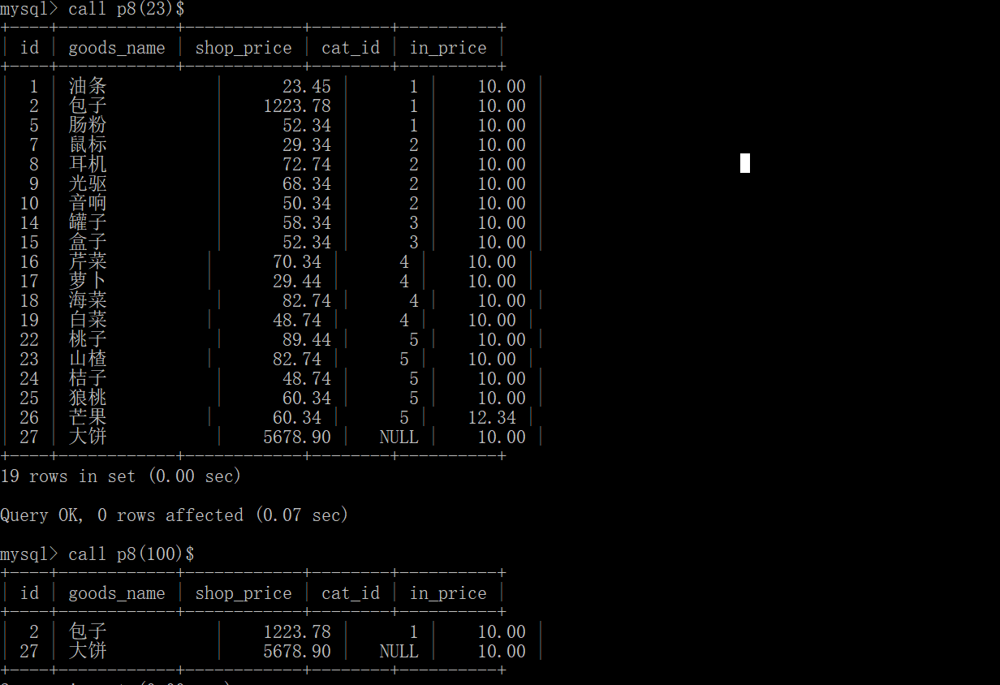 mysql> call p8(23)$
+----+------------+------------+--------+----------+
| id | goods_name | shop_price | cat_id | in_price |
+----+------------+------------+--------+----------+
| 1 | 油条 | 23.45 | 1 | 10.00 |
| 2 | 包子 | 1223.78 | 1 | 10.00 |
| 5 | 肠粉 | 52.34 | 1 | 10.00 |
| 7 | 鼠标 | 29.34 | 2 | 10.00 |
| 8 | 耳机 | 72.74 | 2 | 10.00 |
| 9 | 光驱 | 68.34 | 2 | 10.00 |
| 10 | 音响 | 50.34 | 2 | 10.00 |
| 14 | 罐子 | 58.34 | 3 | 10.00 |
| 15 | 盒子 | 52.34 | 3 | 10.00 |
| 16 | 芹菜 | 70.34 | 4 | 10.00 |
| 17 | 萝卜 | 29.44 | 4 | 10.00 |
| 18 | 海菜 | 82.74 | 4 | 10.00 |
| 19 | 白菜 | 48.74 | 4 | 10.00 |
| 22 | 桃子 | 89.44 | 5 | 10.00 |
| 23 | 山楂 | 82.74 | 5 | 10.00 |
| 24 | 桔子 | 48.74 | 5 | 10.00 |
| 25 | 狼桃 | 60.34 | 5 | 10.00 |
| 26 | 芒果 | 60.34 | 5 | 12.34 |
| 27 | 大饼 | 5678.90 | NULL | 10.00 |
+----+------------+------------+--------+----------+
19 rows in set (0.00 sec)
Query OK, 0 rows affected (0.07 sec)
mysql> call p8(100)$
+----+------------+------------+--------+----------+
| id | goods_name | shop_price | cat_id | in_price |
+----+------------+------------+--------+----------+
| 2 | 包子 | 1223.78 | 1 | 10.00 |
| 27 | 大饼 | 5678.90 | NULL | 10.00 |
+----+------------+------------+--------+----------+